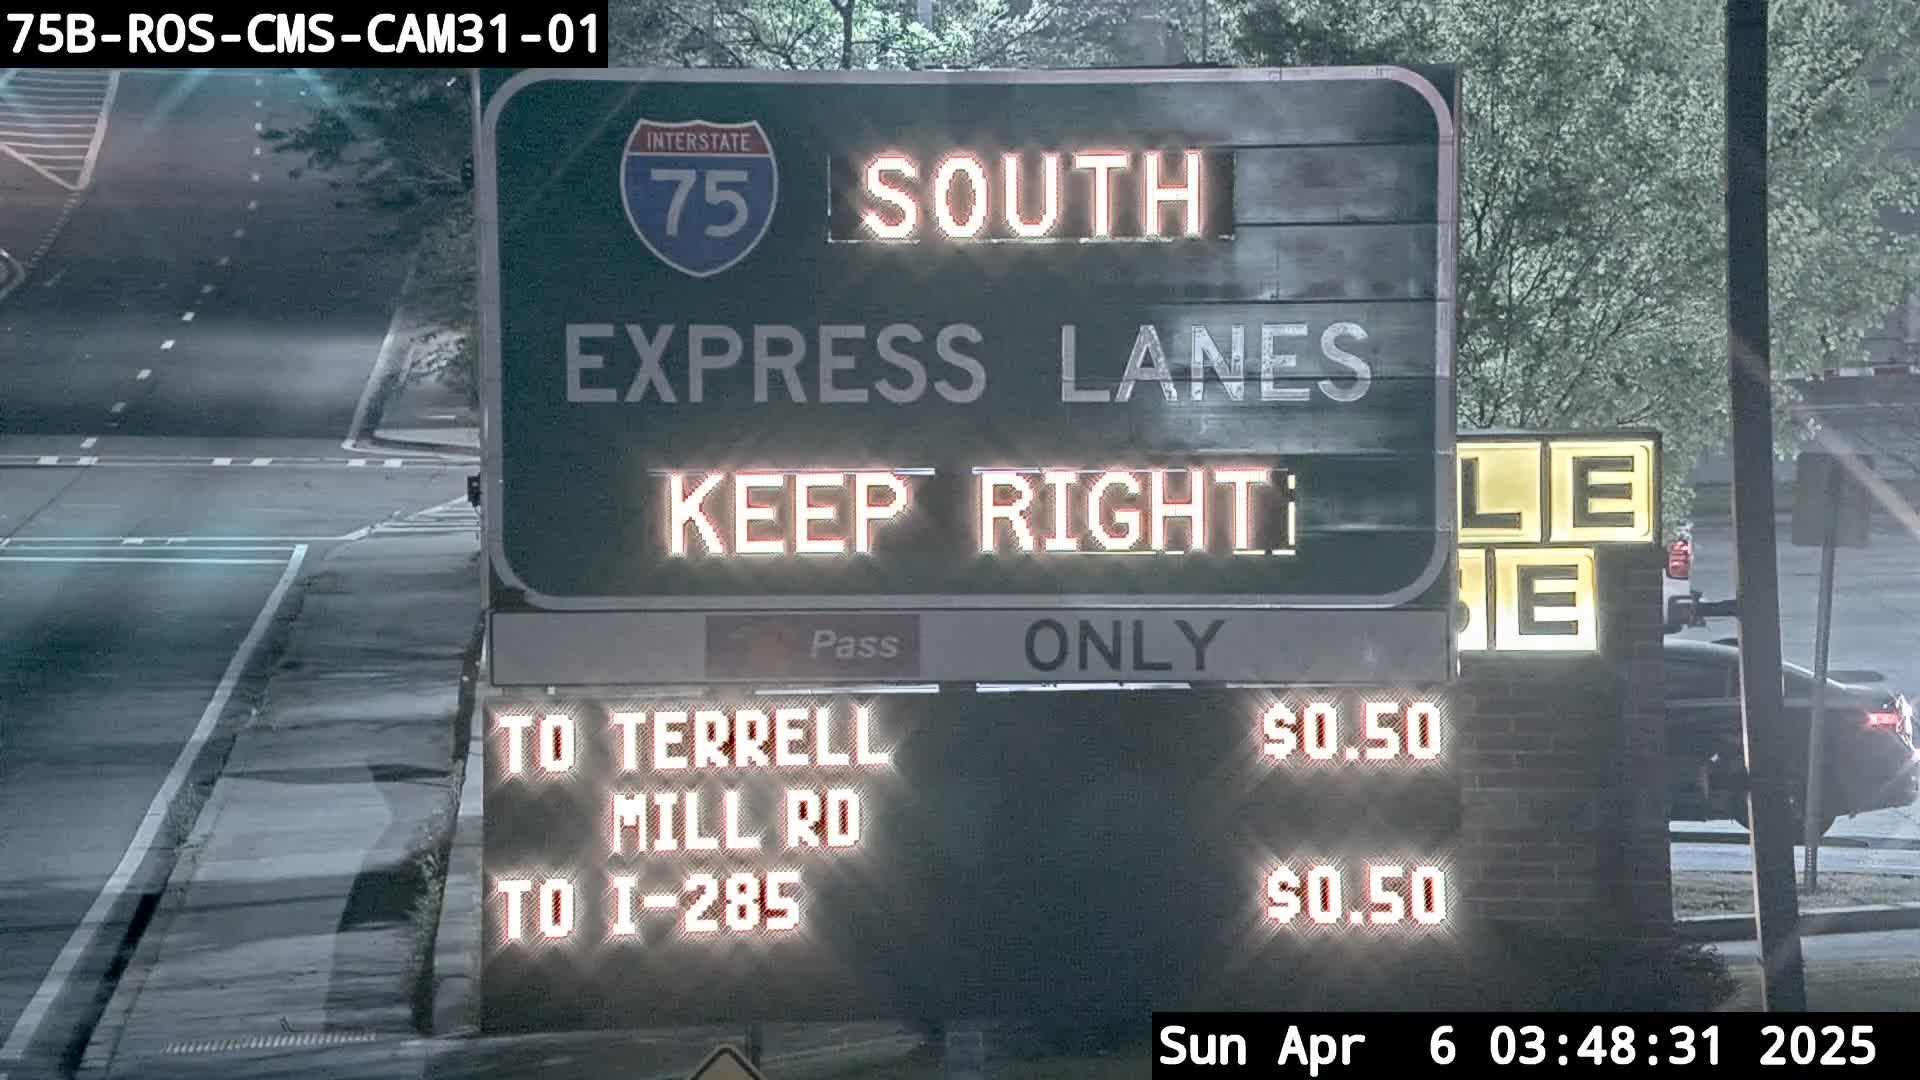 75B-ROS-CMS-CAM31-01
INTERSTATE
75
SOUTH
EXPRESS LANES
KEEP RIGHT
Pass ONLY
TO TERRELL $0.50
MILL RD
TO I-285 $0.50
LE
E
Sun Apr 6 03:48:31 2025